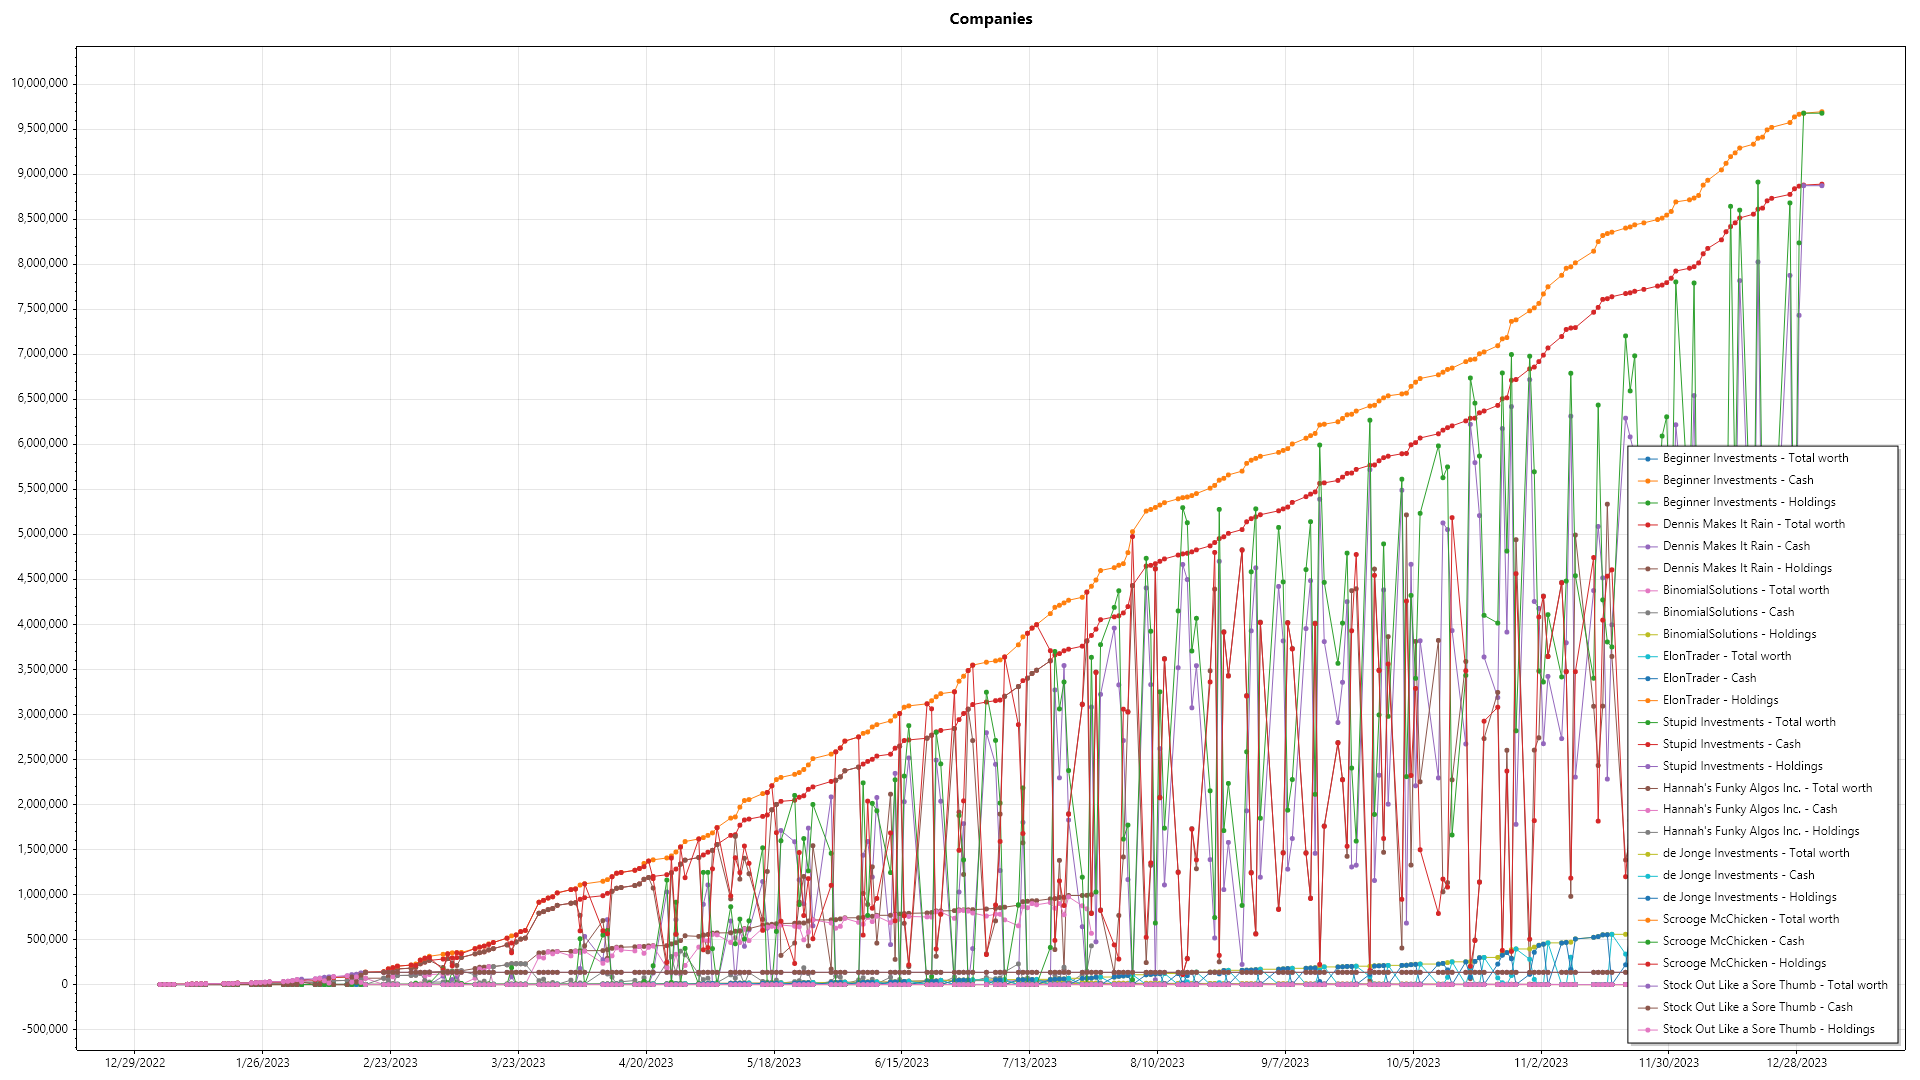 Companies
10,000,000
9,500,000
9,000,000
8,500,000
8,000,000
7,500,000
7,000,000
6,500,000
6,000,000
5,500,000
5,000,000
4,500,000
4,000,000
3,500,000
3,000,000
2,500,000
2,000,000
1,500,000
1,000,000
500,000
0
-500,000
12/29/2022 1/26/2023 2/23/2023 3/23/2023 4/20/2023 5/18/2023 6/15/2023 7/13/2023 8/10/2023 9/7/2023 10/5/2023 11/2/2023 11/30/2023 12/28/2023
Beginner Investments - Total worth
Beginner Investments - Cash
Beginner Investments - Holdings
Dennis Makes It Rain - Total worth
Dennis Makes It Rain - Cash
Dennis Makes It Rain - Holdings
BinomialSolutions - Total worth
BinomialSolutions - Cash
BinomialSolutions - Holdings
ElonTrader - Total worth
ElonTrader - Cash
ElonTrader - Holdings
Stupid Investments - Total worth
Stupid Investments - Cash
Stupid Investments - Holdings
Hannah's Funky Algos Inc. - Total worth
Hannah's Funky Algos Inc. - Cash
Hannah's Funky Algos Inc. - Holdings
de Jonge Investments - Total worth
de Jonge Investments - Cash
de Jonge Investments - Holdings
Scrooge McChicken - Total worth
Scrooge McChicken - Cash
Scrooge McChicken - Holdings
Stock Out Like a Sore Thumb - Total worth
Stock Out Like a Sore Thumb - Cash
Stock Out Like a Sore Thumb - Holdings